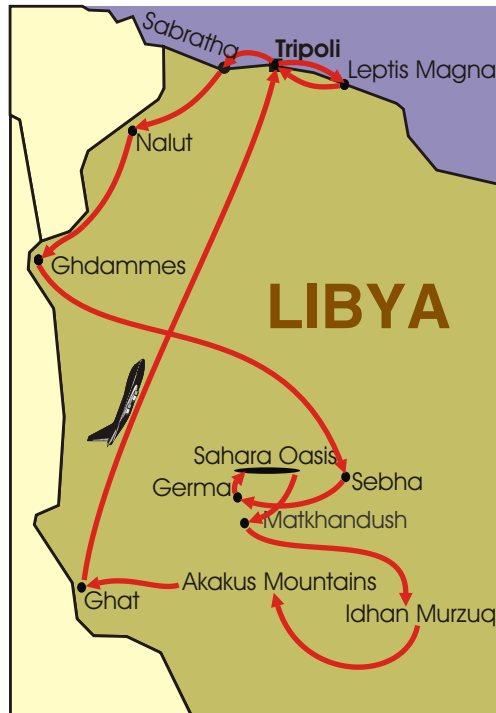 Sabratha
Tripoli
Leptis Magna
Nalut
Ghdammes
LIBYA
Sahara Oasis
Sebha
Germa
Matkhandush
Akakus Mountains
Ghat
Idhan Murzuq